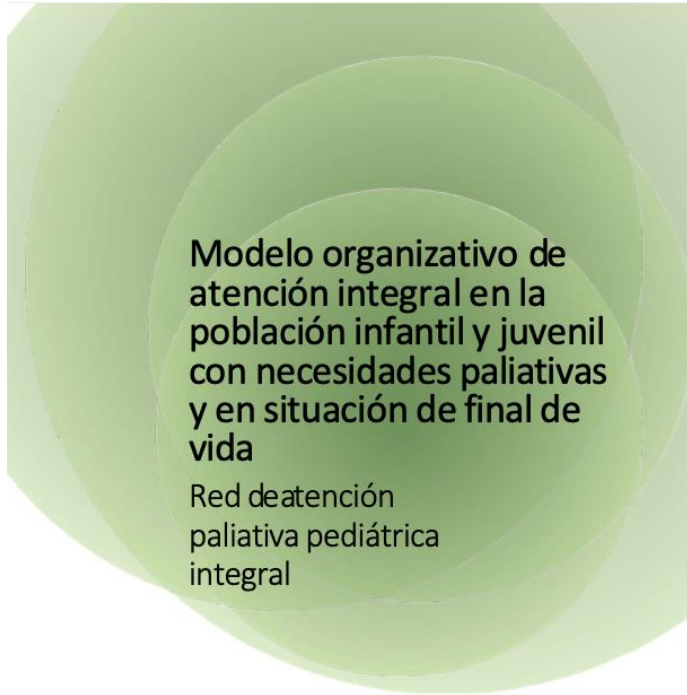 Modelo organizativo de
atención integral en la
población infantil y juvenil
con necesidades paliativas
y en situación de final de
vida
Red deatención
paliativa pediátrica
integral